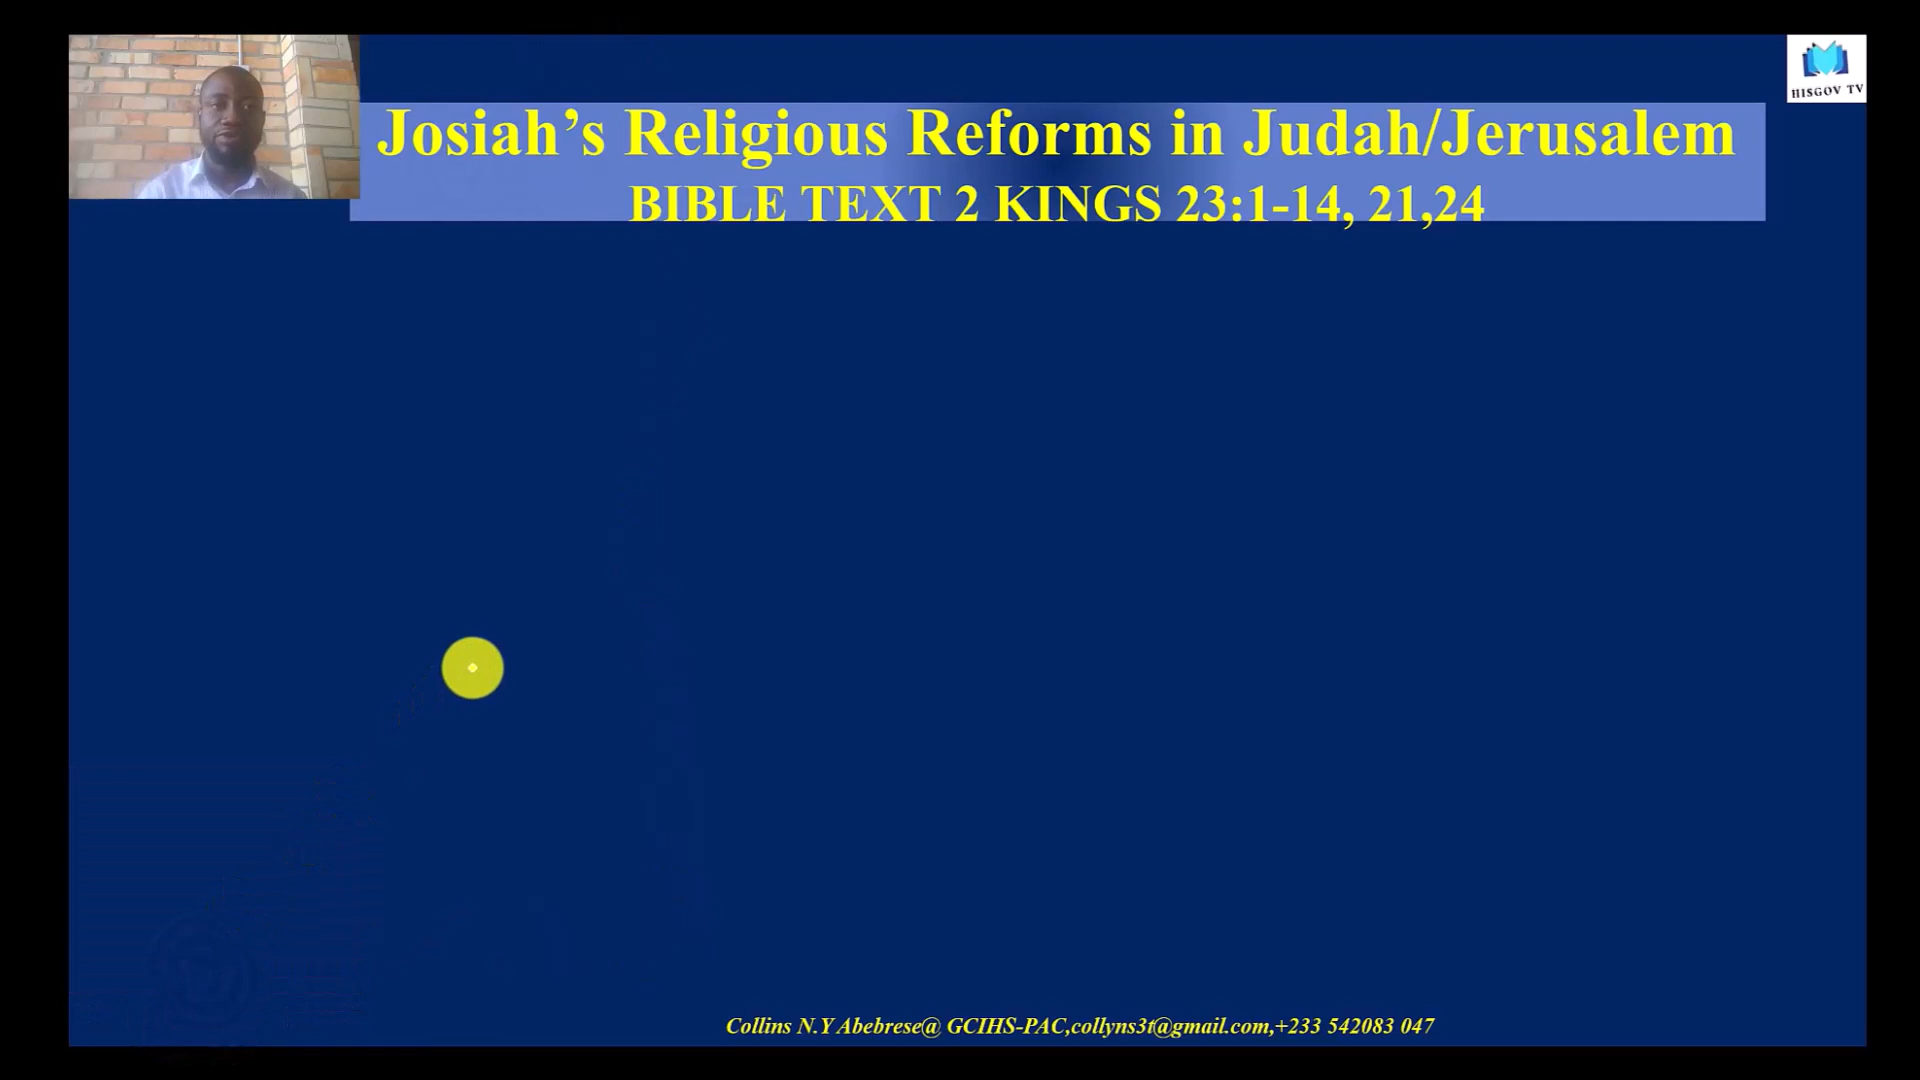 HISGOV TV
Josiah’s Religious Reforms in Judah/Jerusalem
BIBLE TEXT 2 KINGS 23:1-14, 21,24
Collins N.Y Abebrese@ GCIHS-PAC,collyns3t@gmail.com,+233 542083 047